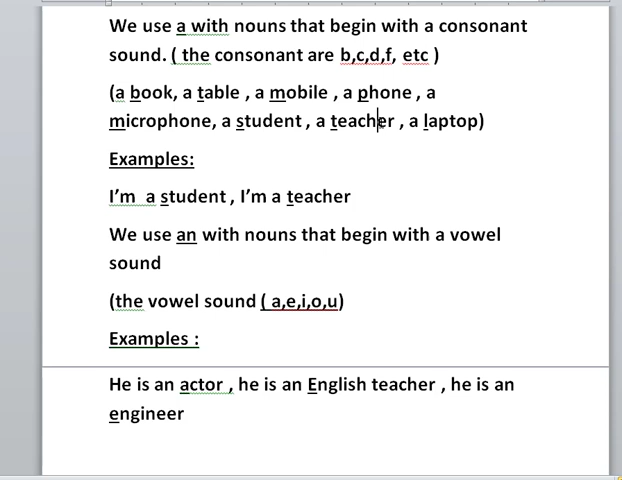 We use a with nouns that begin with a consonant
sound. ( the consonant are b,c,d,f, etc )
(a book, a table , a mobile , a phone , a
microphone, a student , a teacher , a laptop)
Examples:
I’m a student , I’m a teacher
We use an with nouns that begin with a vowel
sound
(the vowel sound ( a,e,i,o,u)
Examples :
He is an actor , he is an English teacher , he is an
engineer